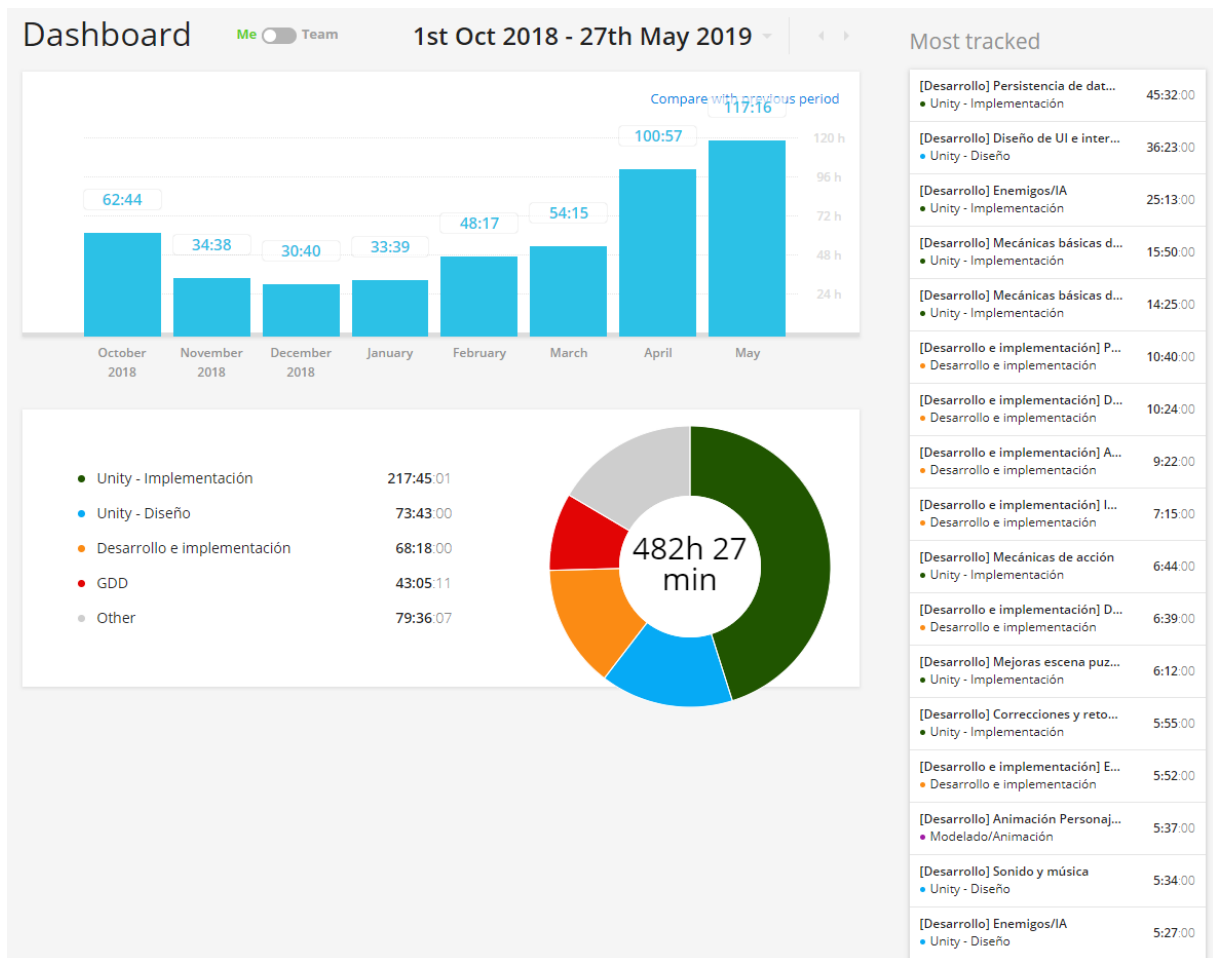 Dashboard
Me Team
1st Oct 2018 - 27th May 2019
Compare with previous period
117:16
100:57
62:44
54:15
48:17
34:38
33:39
30:40
120 h
96 h
72 h
48 h
24 h
October
2018
November
2018
December
2018
January
February
March
April
May
Unity - Implementación 217:45:01
Unity - Diseño 73:43:00
Desarrollo e implementación 68:18:00
GDD 43:05:11
Other 79:36:07
482h 27
min
Most tracked
[Desarrollo] Persistencia de dat... 45:32:00
Unity - Implementación
[Desarrollo] Diseño de UI e inter... 36:23:00
Unity - Diseño
[Desarrollo] Enemigos/IA 25:13:00
Unity - Implementación
[Desarrollo] Mecánicas básicas d... 15:50:00
Unity - Implementación
[Desarrollo] Mecánicas básicas d... 14:25:00
Unity - Implementación
[Desarrollo e implementación] P... 10:40:00
Desarrollo e implementación
[Desarrollo e implementación] D... 10:24:00
Desarrollo e implementación
[Desarrollo e implementación] A... 9:22:00
Desarrollo e implementación
[Desarrollo e implementación] I... 7:15:00
Desarrollo e implementación
[Desarrollo] Mecánicas de acción 6:44:00
Unity - Implementación
[Desarrollo e implementación] D... 6:39:00
Desarrollo e implementación
[Desarrollo] Mejoras escena puz... 6:12:00
Unity - Implementación
[Desarrollo] Correcciones y reto... 5:55:00
Unity - Implementación
[Desarrollo e implementación] E... 5:52:00
Desarrollo e implementación
[Desarrollo] Animación Personaj... 5:37:00
Modelado/Animación
[Desarrollo] Sonido y música 5:34:00
Unity - Diseño
[Desarrollo] Enemigos/IA 5:27:00
Unity - Diseño